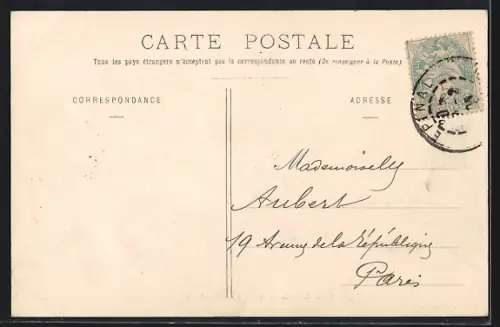 CARTE POSTALE
Tous les pays étrangers n'acceptent pas la correspondance au recto (Se renseigner à la Poste)
CORRESPONDANCE
ADRESSE
EPINAL
Mademoiselle
Aubert
19 Avenue de la République
Paris